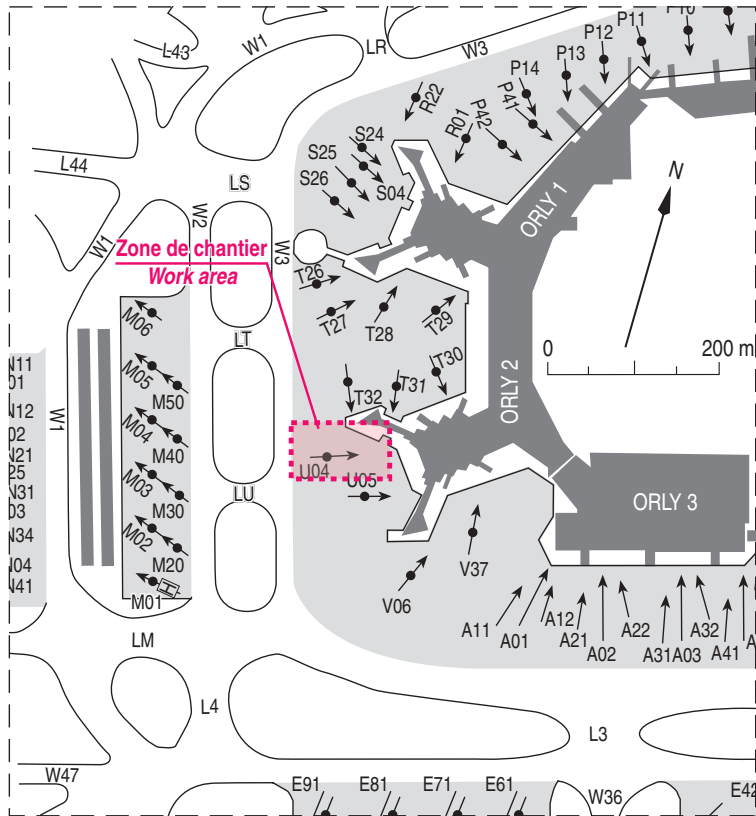 P10
P11
W1
P12
L43
LR
W3
P13
P14
R22
P41
R01
P42
S24
S25
S26
S04
L44
LS
W2
W1
ORLY 1
N
Zone de chantier
Work area
W3
T26
T27
T28
T29
M06
LT
0
200 m
M05
M50
T30
T31
T32
ORLY 2
W1
N11
01
N12
02
N21
25
N31
03
N34
N04
N41
M04
M40
M03
M30
M02
M20
M01
H
U04
U05
LU
ORLY 3
V37
V06
A11
A01
A12
A21
A02
A22
A31
A03
A32
A41
A
LM
L4
L3
W47
E91
E81
E71
E61
W36
E42